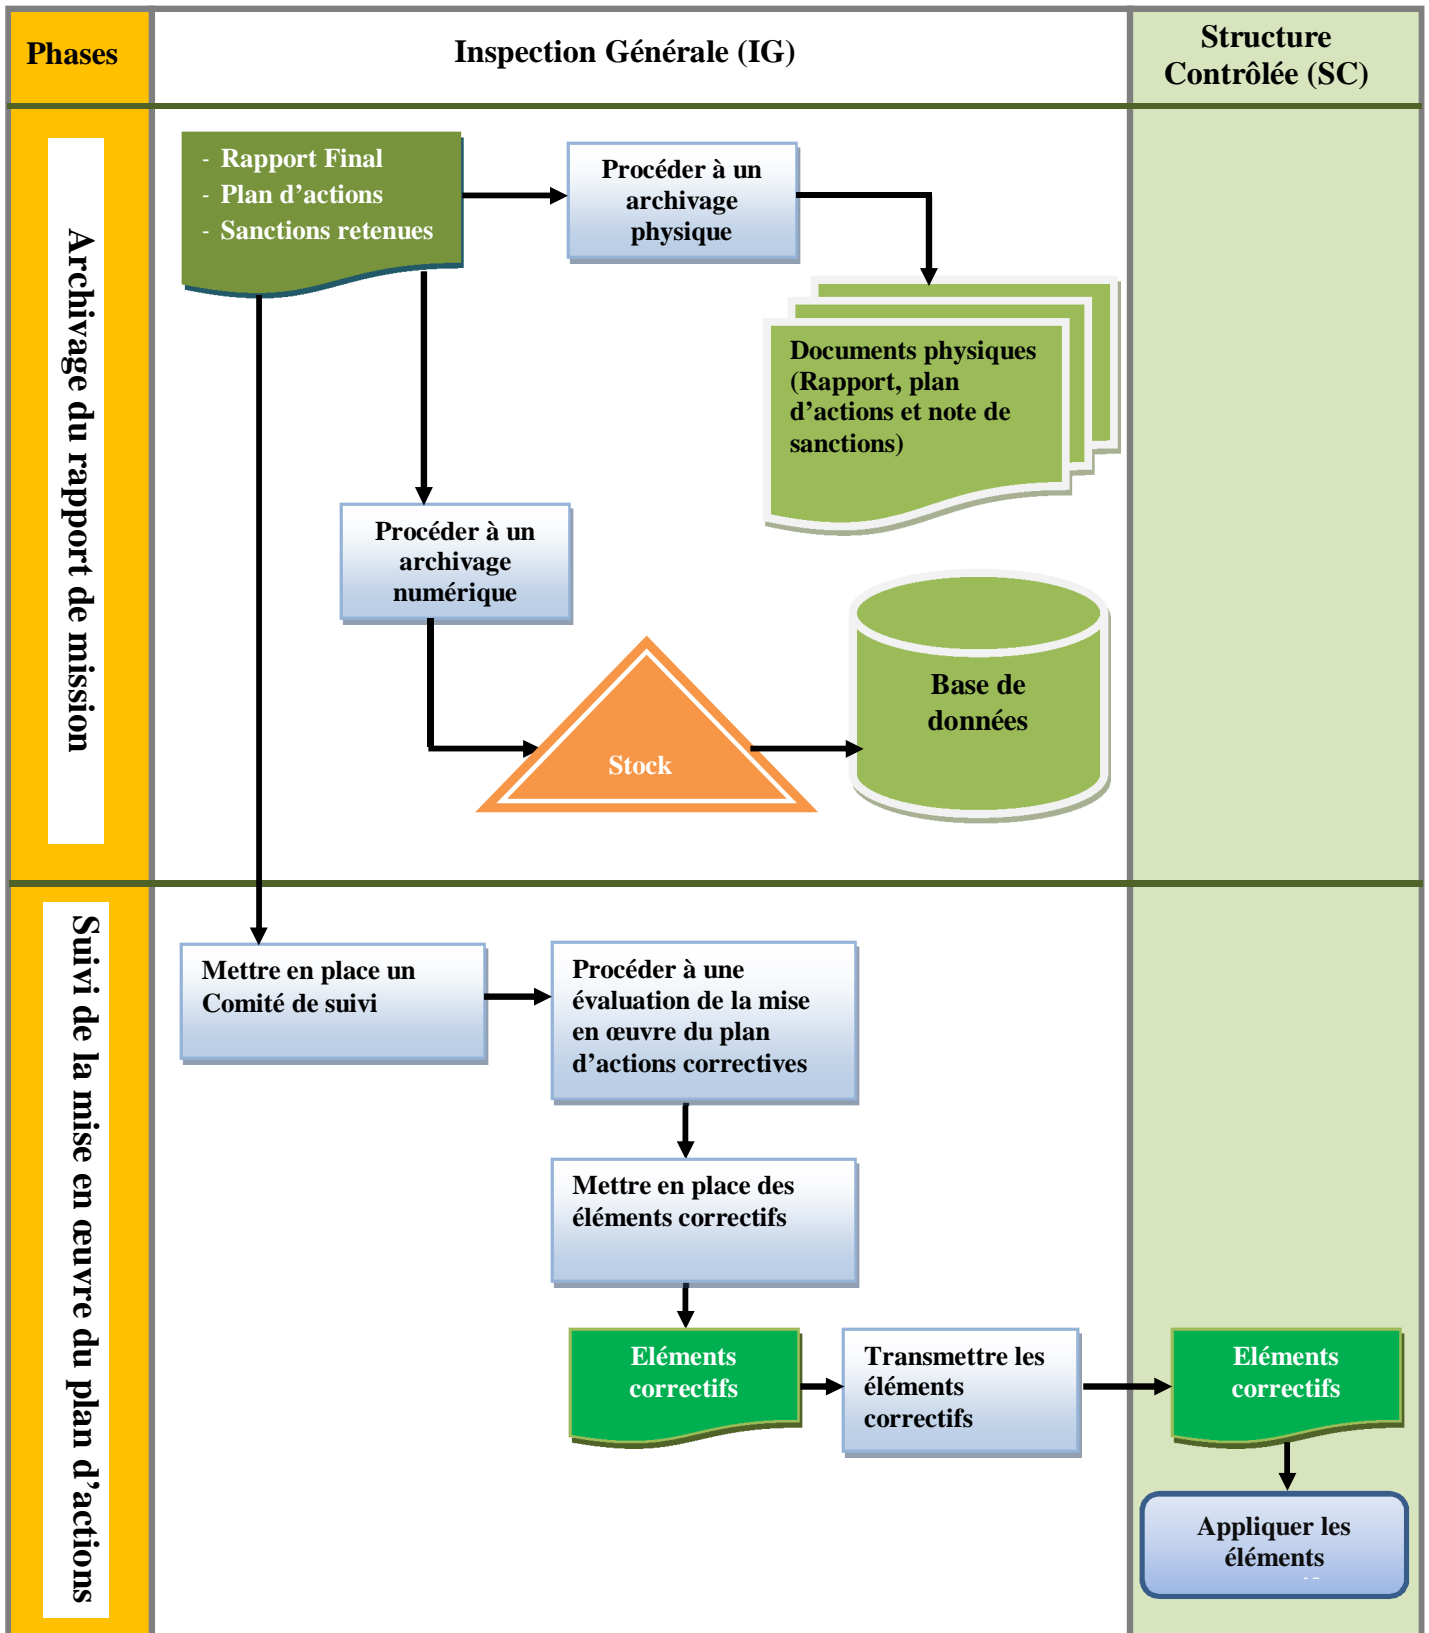 Phases
Inspection Générale (IG)
Structure
Contrôlée (SC)
Archivage du rapport de mission
- Rapport Final
- Plan d’actions
- Sanctions retenues
Procéder à un
archivage
physique
Documents physiques
(Rapport, plan
d’actions et note de
sanctions)
Procéder à un
archivage
numérique
Stock
Base de
données
Suivi de la mise en œuvre du plan d’actions
Mettre en place un
Comité de suivi
Procéder à une
évaluation de la mise
en œuvre du plan
d’actions correctives
Mettre en place des
éléments correctifs
Eléments
correctifs
Transmettre les
éléments
correctifs
Eléments
correctifs
Appliquer les
éléments